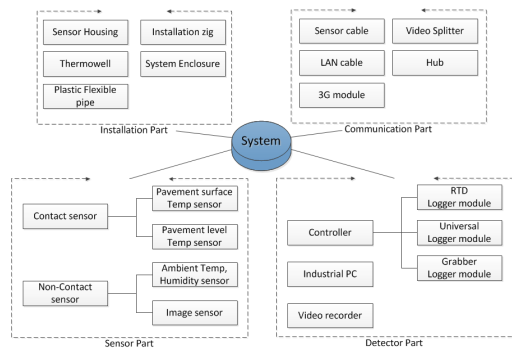 Sensor Housing
Installation zig
Thermowell
System Enclosure
Plastic Flexible
pipe
Installation Part
Sensor cable
Video Splitter
LAN cable
Hub
3G module
Communication Part
System
Contact sensor
Pavement surface
Temp sensor
Pavement level
Temp sensor
Non-Contact
sensor
Ambient Temp,
Humidity sensor
Image sensor
Sensor Part
Controller
RTD
Logger module
Universal
Logger module
Grabber
Logger module
Industrial PC
Video recorder
Detector Part